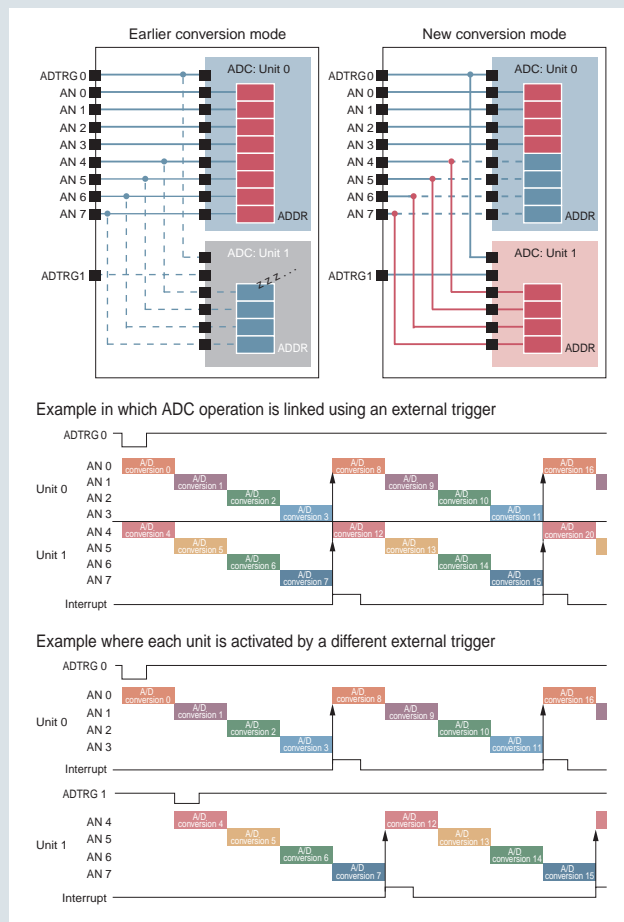 Earlier conversion mode
New conversion mode
ADTRG 0
AN 0
AN 1
AN 2
AN 3
AN 4
AN 5
AN 6
AN 7
ADTRG1
ADC: Unit 0
ADDR
ADC: Unit 1
z z z . . .
ADDR
ADTRG 0
AN 0
AN 1
AN 2
AN 3
AN 4
AN 5
AN 6
AN 7
ADTRG1
ADC: Unit 0
ADDR
ADC: Unit 1
ADDR
Example in which ADC operation is linked using an external trigger
ADTRG 0
Unit 0
AN 0
AN 1
AN 2
AN 3
A/D
conversion 0
A/D
conversion 1
A/D
conversion 2
A/D
conversion 3
A/D
conversion 8
A/D
conversion 9
A/D
conversion 10
A/D
conversion 11
A/D
conversion 16
Unit 1
AN 4
AN 5
AN 6
AN 7
A/D
conversion 4
A/D
conversion 5
A/D
conversion 6
A/D
conversion 7
A/D
conversion 12
A/D
conversion 13
A/D
conversion 14
A/D
conversion 15
A/D
conversion 20
Interrupt
Example where each unit is activated by a different external trigger
ADTRG 0
Unit 0
AN 0
AN 1
AN 2
AN 3
A/D
conversion 0
A/D
conversion 1
A/D
conversion 2
A/D
conversion 3
A/D
conversion 8
A/D
conversion 9
A/D
conversion 10
A/D
conversion 11
A/D
conversion 16
Interrupt
ADTRG 1
Unit 1
AN 4
AN 5
AN 6
AN 7
A/D
conversion 4
A/D
conversion 5
A/D
conversion 6
A/D
conversion 7
A/D
conversion 12
A/D
conversion 13
A/D
conversion 14
A/D
conversion 15
Interrupt